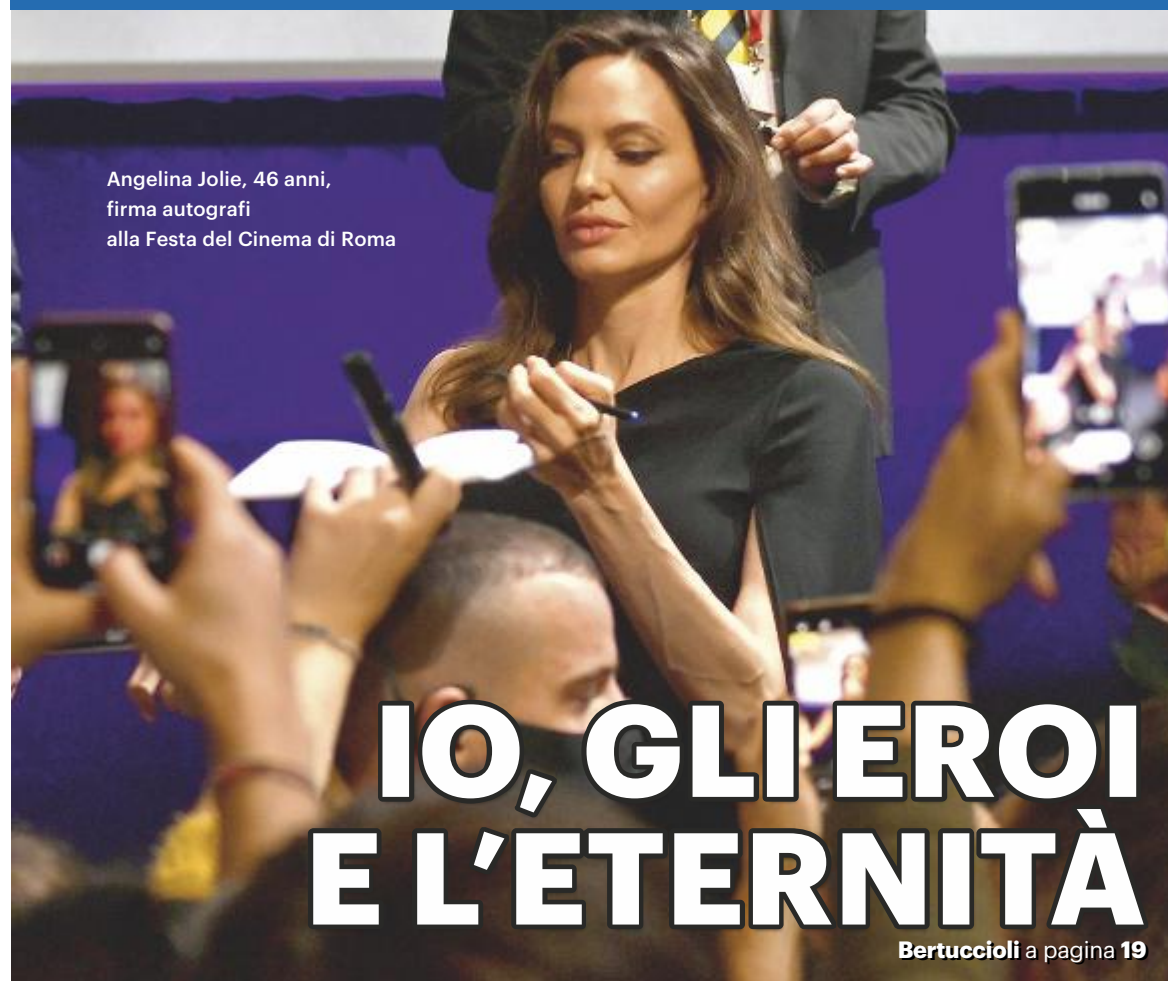 Angelina Jolie, 46 anni,
firma autografi
alla Festa del Cinema di Roma
IO, GLI EROI
E L'ETERNITÀ
Bertuccioli a pagina 19